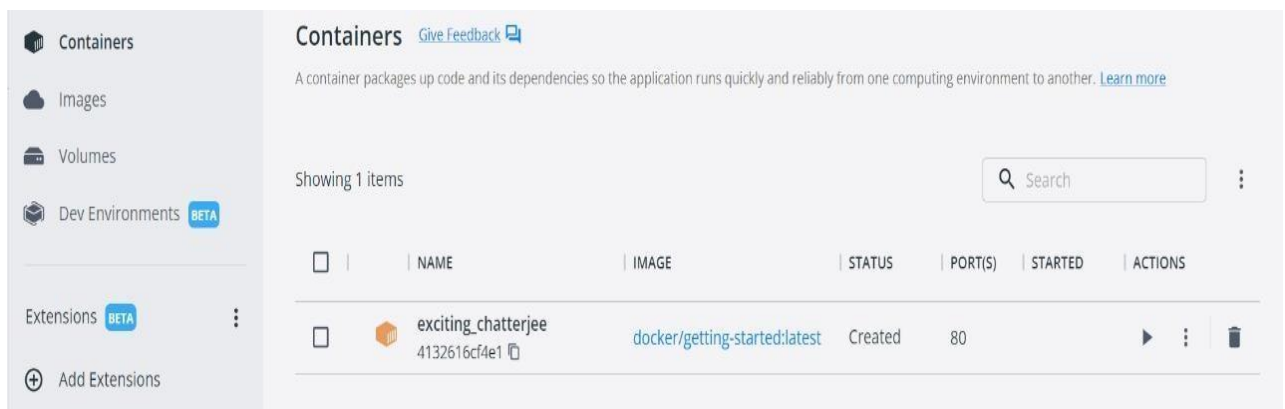 Containers
Images
Volumes
Dev Environments BETA
Extensions BETA
Add Extensions
Containers Give Feedback
A container packages up code and its dependencies so the application runs quickly and reliably from one computing environment to another. Learn more
Showing 1 items
Search
NAME IMAGE STATUS PORT(S) STARTED ACTIONS
exciting_chatterjee docker/getting-started:latest Created 80
4132616cf4e1